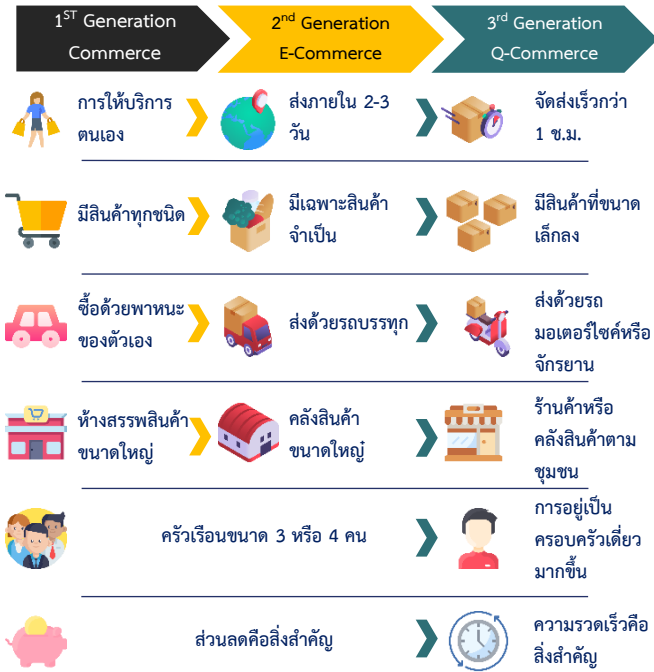 1ST Generation
Commerce
2nd Generation
E-Commerce
3rd Generation
Q-Commerce
การให้บริการ
ตนเอง
ส่งภายใน 2-3
วัน
จัดส่งเร็วกว่า
1 ช.ม.
มีสินค้าทุกชนิด
มีเฉพาะสินค้า
จำเป็น
มีสินค้าที่ขนาด
เล็กลง
ซื้อด้วยพาหนะ
ของตัวเอง
ส่งด้วยรถบรรทุก
ส่งด้วยรถ
มอเตอร์ไซค์หรือ
จักรยาน
ห้างสรรพสินค้า
ขนาดใหญ่
คลังสินค้า
ขนาดใหญ่
ร้านค้าหรือ
คลังสินค้าตาม
ชุมชน
ครัวเรือนขนาด 3 หรือ 4 คน
การอยู่เป็น
ครอบครัวเดี่ยว
มากขึ้น
ส่วนลดคือสิ่งสำคัญ
ความรวดเร็วคือ
สิ่งสำคัญ